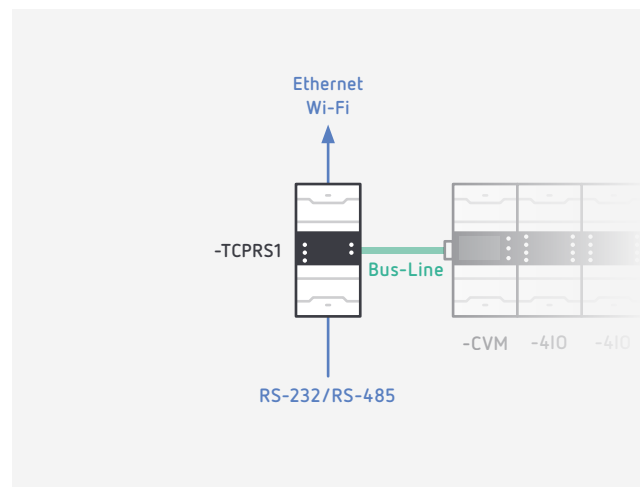 Ethernet
Wi-Fi
-TCPRS1
Bus-Line
-CVM -4IO -4IO
RS-232/RS-485